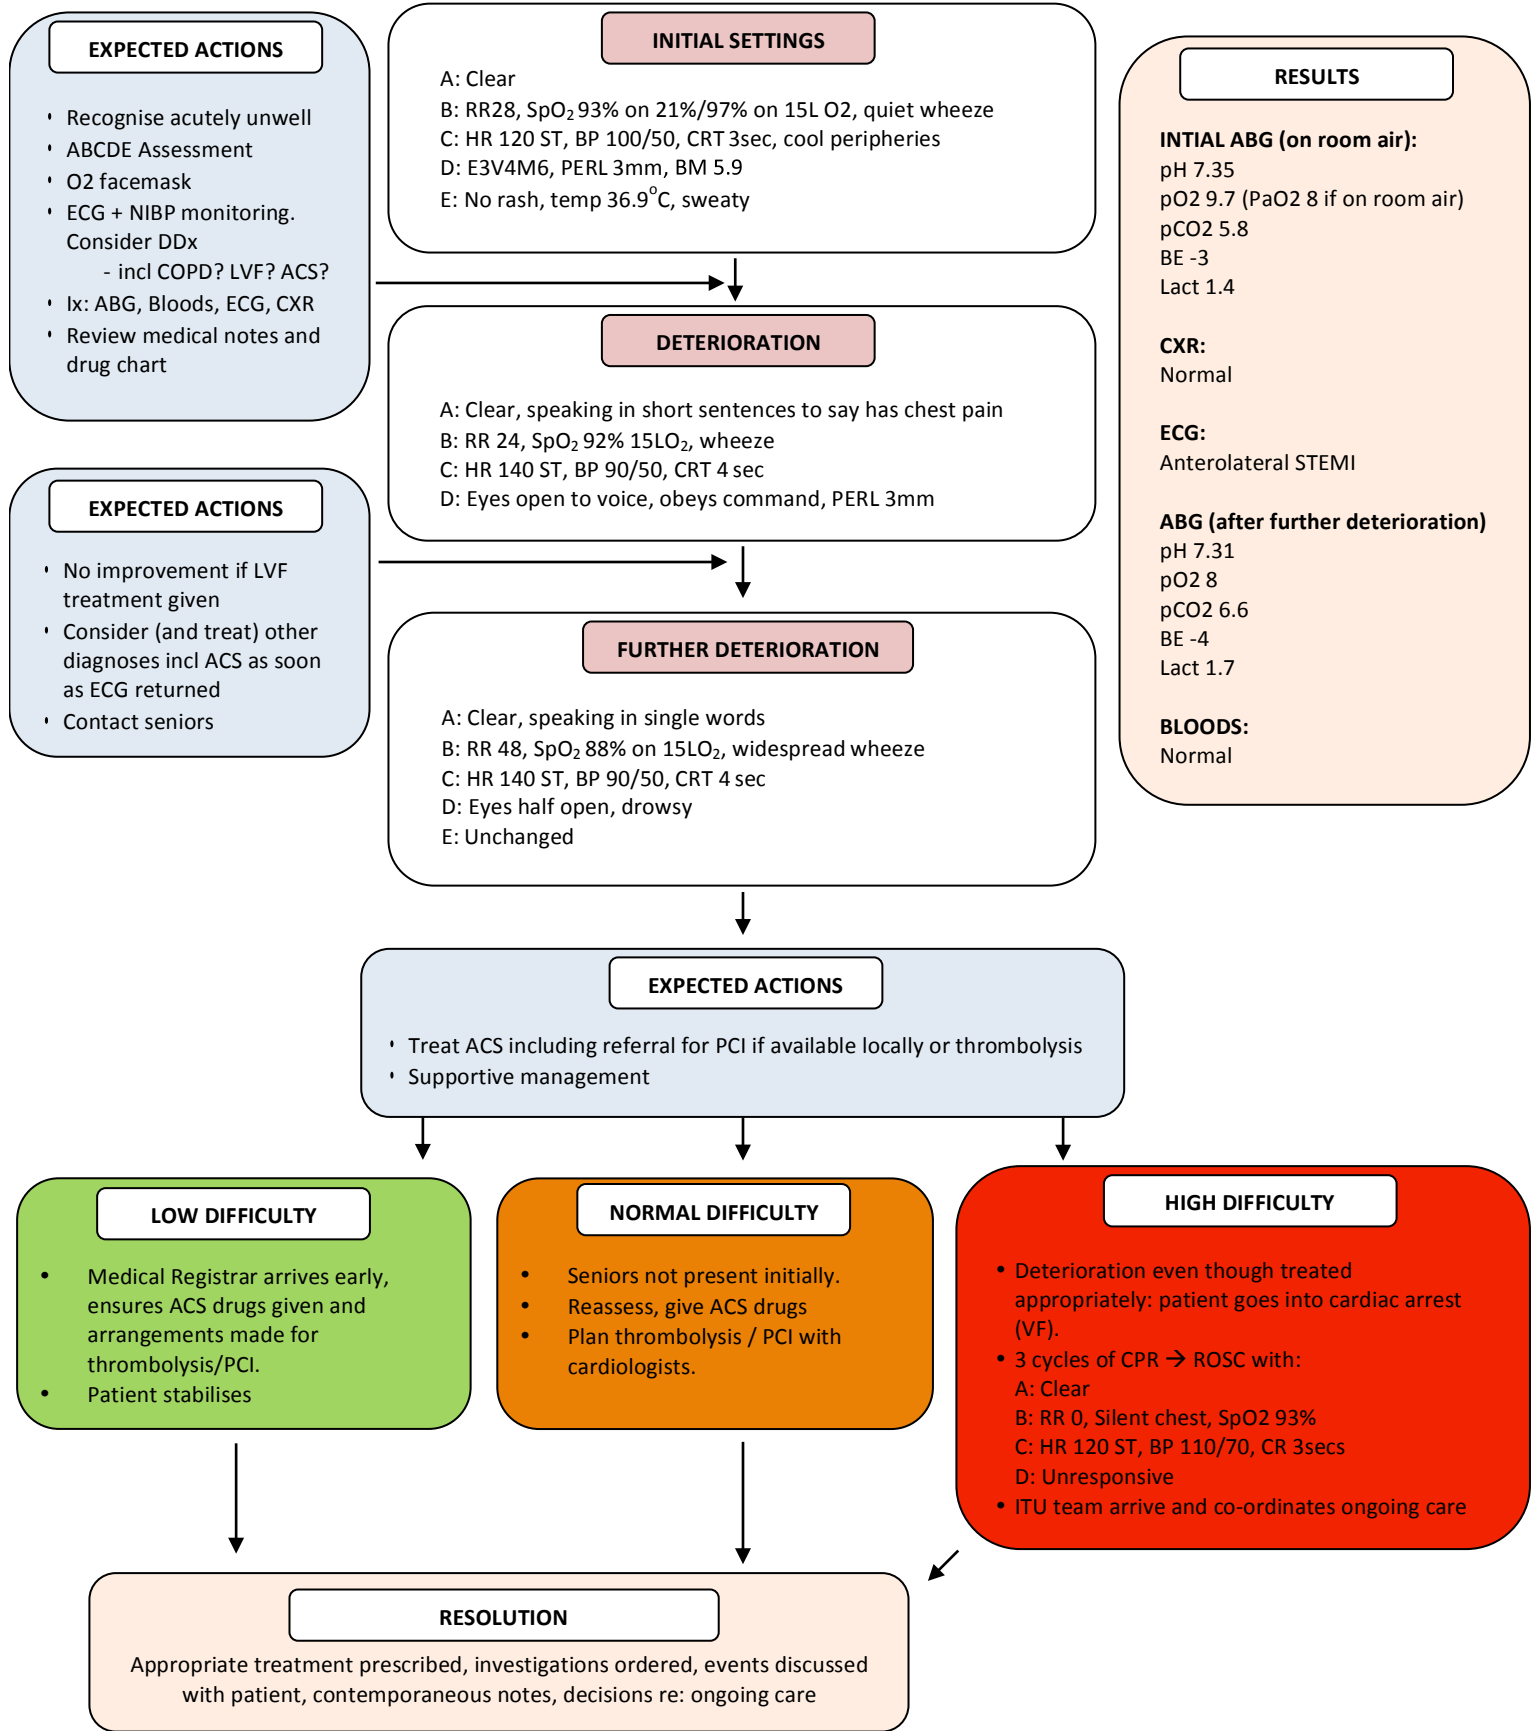 EXPECTED ACTIONS
• Recognise acutely unwell
• ABCDE Assessment
• O2 facemask
• ECG + NIBP monitoring.
Consider DDx
- incl COPD? LVF? ACS?
• Ix: ABG, Bloods, ECG, CXR
• Review medical notes and
drug chart
EXPECTED ACTIONS
• No improvement if LVF
treatment given
• Consider (and treat) other
diagnoses incl ACS as soon
as ECG returned
• Contact seniors
INITIAL SETTINGS
A: Clear
B: RR28, SpO₂ 93% on 21%/97% on 15L O2, quiet wheeze
C: HR 120 ST, BP 100/50, CRT 3sec, cool peripheries
D: E3V4M6, PERL 3mm, BM 5.9
E: No rash, temp 36.9°C, sweaty
DETERIORATION
A: Clear, speaking in short sentences to say has chest pain
B: RR 24, SpO₂ 92% 15LO₂, wheeze
C: HR 140 ST, BP 90/50, CRT 4 sec
D: Eyes open to voice, obeys command, PERL 3mm
FURTHER DETERIORATION
A: Clear, speaking in single words
B: RR 48, SpO₂ 88% on 15LO₂, widespread wheeze
C: HR 140 ST, BP 90/50, CRT 4 sec
D: Eyes half open, drowsy
E: Unchanged
RESULTS
INTIAL ABG (on room air):
pH 7.35
pO2 9.7 (PaO2 8 if on room air)
pCO2 5.8
BE -3
Lact 1.4
CXR:
Normal
ECG:
Anterolateral STEMI
ABG (after further deterioration)
pH 7.31
pO2 8
pCO2 6.6
BE -4
Lact 1.7
BLOODS:
Normal
EXPECTED ACTIONS
• Treat ACS including referral for PCI if available locally or thrombolysis
• Supportive management
LOW DIFFICULTY
• Medical Registrar arrives early,
ensures ACS drugs given and
arrangements made for
thrombolysis/PCI.
• Patient stabilises
NORMAL DIFFICULTY
• Seniors not present initially.
• Reassess, give ACS drugs
• Plan thrombolysis / PCI with
cardiologists.
HIGH DIFFICULTY
• Deterioration even though treated
appropriately: patient goes into cardiac arrest
(VF).
• 3 cycles of CPR → ROSC with:
A: Clear
B: RR 0, Silent chest, SpO2 93%
C: HR 120 ST, BP 110/70, CR 3secs
D: Unresponsive
• ITU team arrive and co-ordinates ongoing care
RESOLUTION
Appropriate treatment prescribed, investigations ordered, events discussed
with patient, contemporaneous notes, decisions re: ongoing care